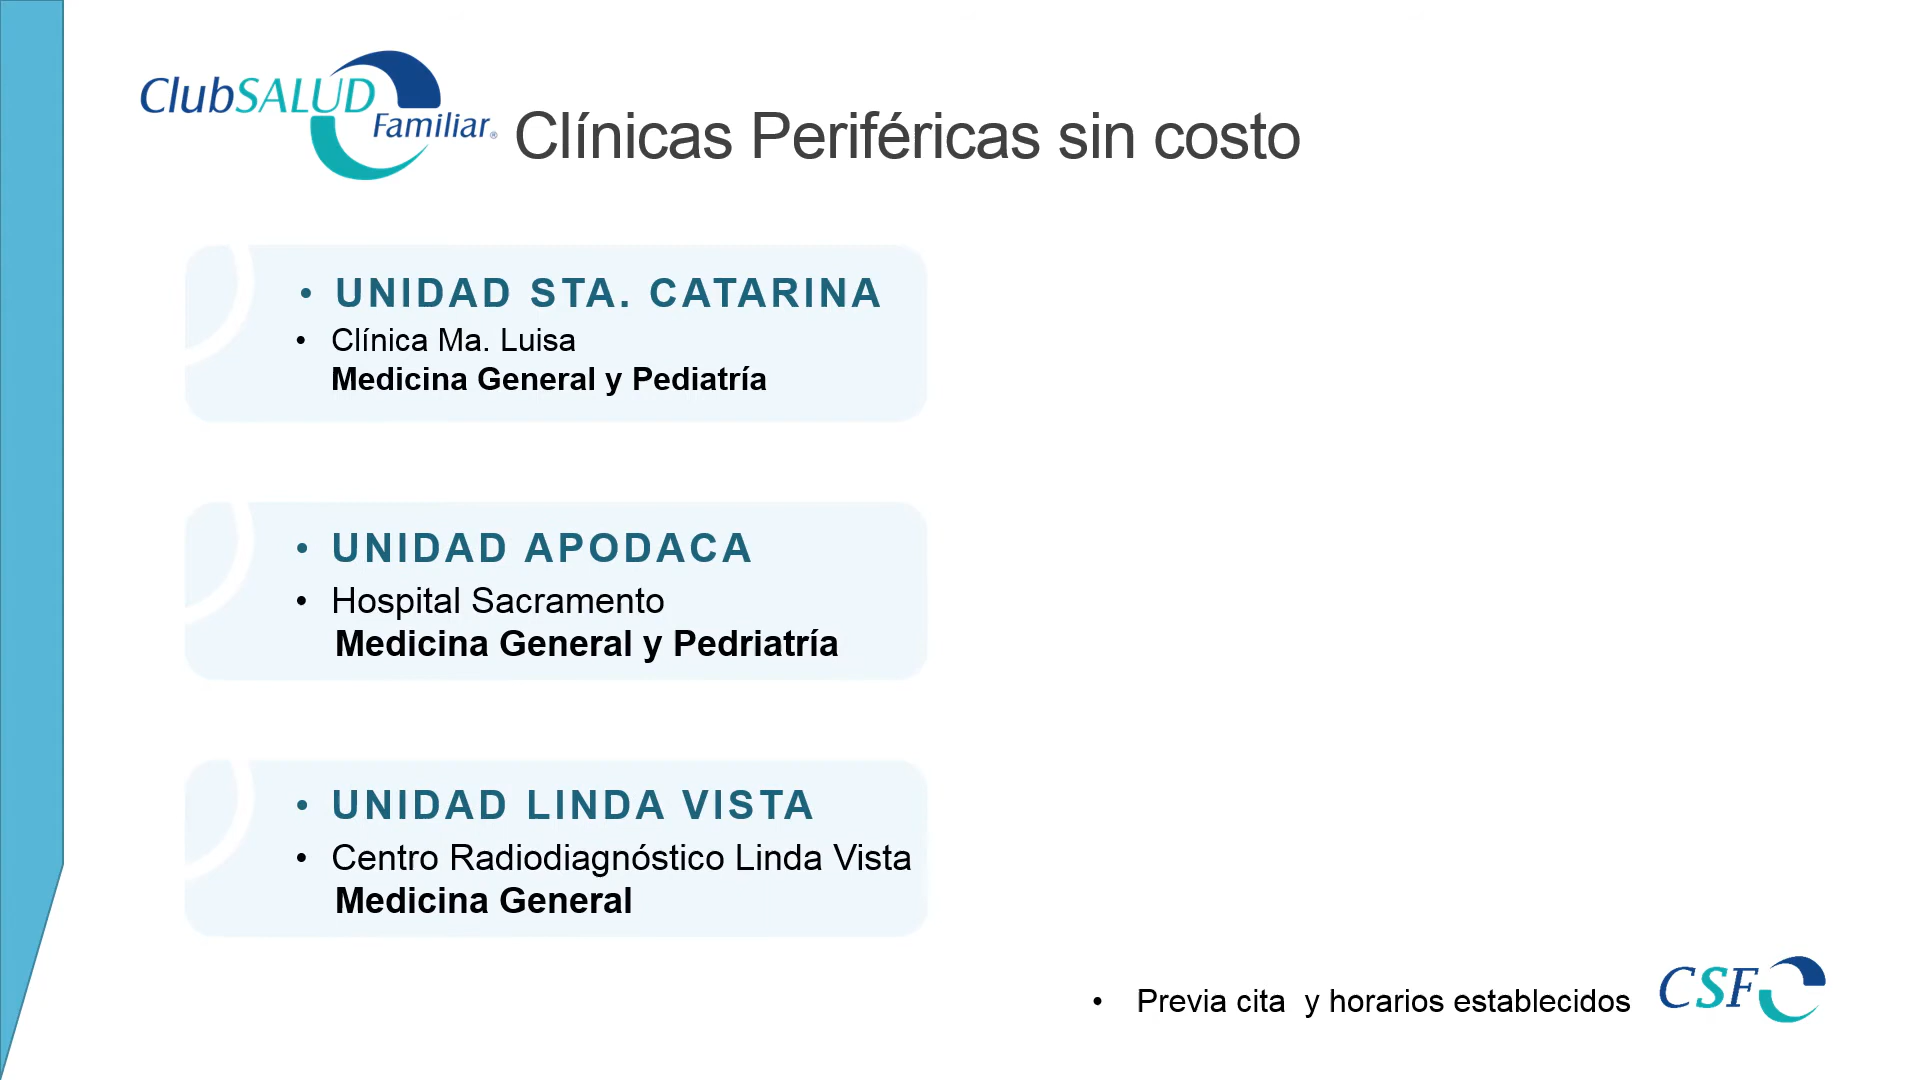 ClubSALUD
Familiar®
Clínicas Periféricas sin costo
• UNIDAD STA. CATARINA
• Clínica Ma. Luisa
Medicina General y Pediatría
• UNIDAD APODACA
• Hospital Sacramento
Medicina General y Pedriatría
• UNIDAD LINDA VISTA
• Centro Radiodiagnóstico Linda Vista
Medicina General
• Previa cita  y horarios establecidos
CSF